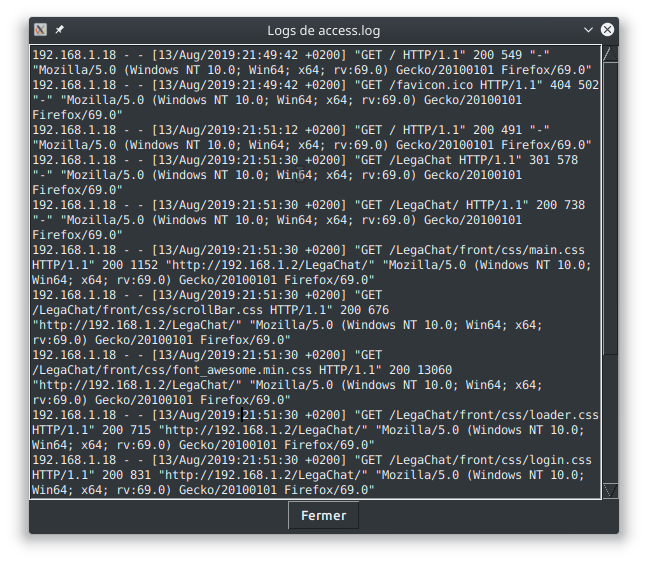 Logs de access.log
192.168.1.18 - - [13/Aug/2019:21:49:42 +0200] "GET / HTTP/1.1" 200 549 "-"
"Mozilla/5.0 (Windows NT 10.0; Win64; x64; rv:69.0) Gecko/20100101 Firefox/69.0"
192.168.1.18 - - [13/Aug/2019:21:49:42 +0200] "GET /favicon.ico HTTP/1.1" 404 502
"-" "Mozilla/5.0 (Windows NT 10.0; Win64; x64; rv:69.0) Gecko/20100101
Firefox/69.0"
192.168.1.18 - - [13/Aug/2019:21:51:12 +0200] "GET / HTTP/1.1" 200 491 "-"
"Mozilla/5.0 (Windows NT 10.0; Win64; x64; rv:69.0) Gecko/20100101 Firefox/69.0"
192.168.1.18 - - [13/Aug/2019:21:51:30 +0200] "GET /LegaChat HTTP/1.1" 301 578
"-" "Mozilla/5.0 (Windows NT 10.0; Win64; x64; rv:69.0) Gecko/20100101
Firefox/69.0"
192.168.1.18 - - [13/Aug/2019:21:51:30 +0200] "GET /LegaChat/ HTTP/1.1" 200 738
"-" "Mozilla/5.0 (Windows NT 10.0; Win64; x64; rv:69.0) Gecko/20100101
Firefox/69.0"
192.168.1.18 - - [13/Aug/2019:21:51:30 +0200] "GET /LegaChat/front/css/main.css
HTTP/1.1" 200 1152 "http://192.168.1.2/LegaChat/" "Mozilla/5.0 (Windows NT 10.0;
Win64; x64; rv:69.0) Gecko/20100101 Firefox/69.0"
192.168.1.18 - - [13/Aug/2019:21:51:30 +0200] "GET
/LegaChat/front/css/scrollBar.css HTTP/1.1" 200 676
"http://192.168.1.2/LegaChat/" "Mozilla/5.0 (Windows NT 10.0; Win64; x64;
rv:69.0) Gecko/20100101 Firefox/69.0"
192.168.1.18 - - [13/Aug/2019:21:51:30 +0200] "GET
/LegaChat/front/css/font_awesome.min.css HTTP/1.1" 200 13060
"http://192.168.1.2/LegaChat/" "Mozilla/5.0 (Windows NT 10.0; Win64; x64;
rv:69.0) Gecko/20100101 Firefox/69.0"
192.168.1.18 - - [13/Aug/2019:21:51:30 +0200] "GET /LegaChat/front/css/loader.css
HTTP/1.1" 200 715 "http://192.168.1.2/LegaChat/" "Mozilla/5.0 (Windows NT 10.0;
Win64; x64; rv:69.0) Gecko/20100101 Firefox/69.0"
192.168.1.18 - - [13/Aug/2019:21:51:30 +0200] "GET /LegaChat/front/css/login.css
HTTP/1.1" 200 831 "http://192.168.1.2/LegaChat/" "Mozilla/5.0 (Windows NT 10.0;
Win64; x64; rv:69.0) Gecko/20100101 Firefox/69.0"
Fermer